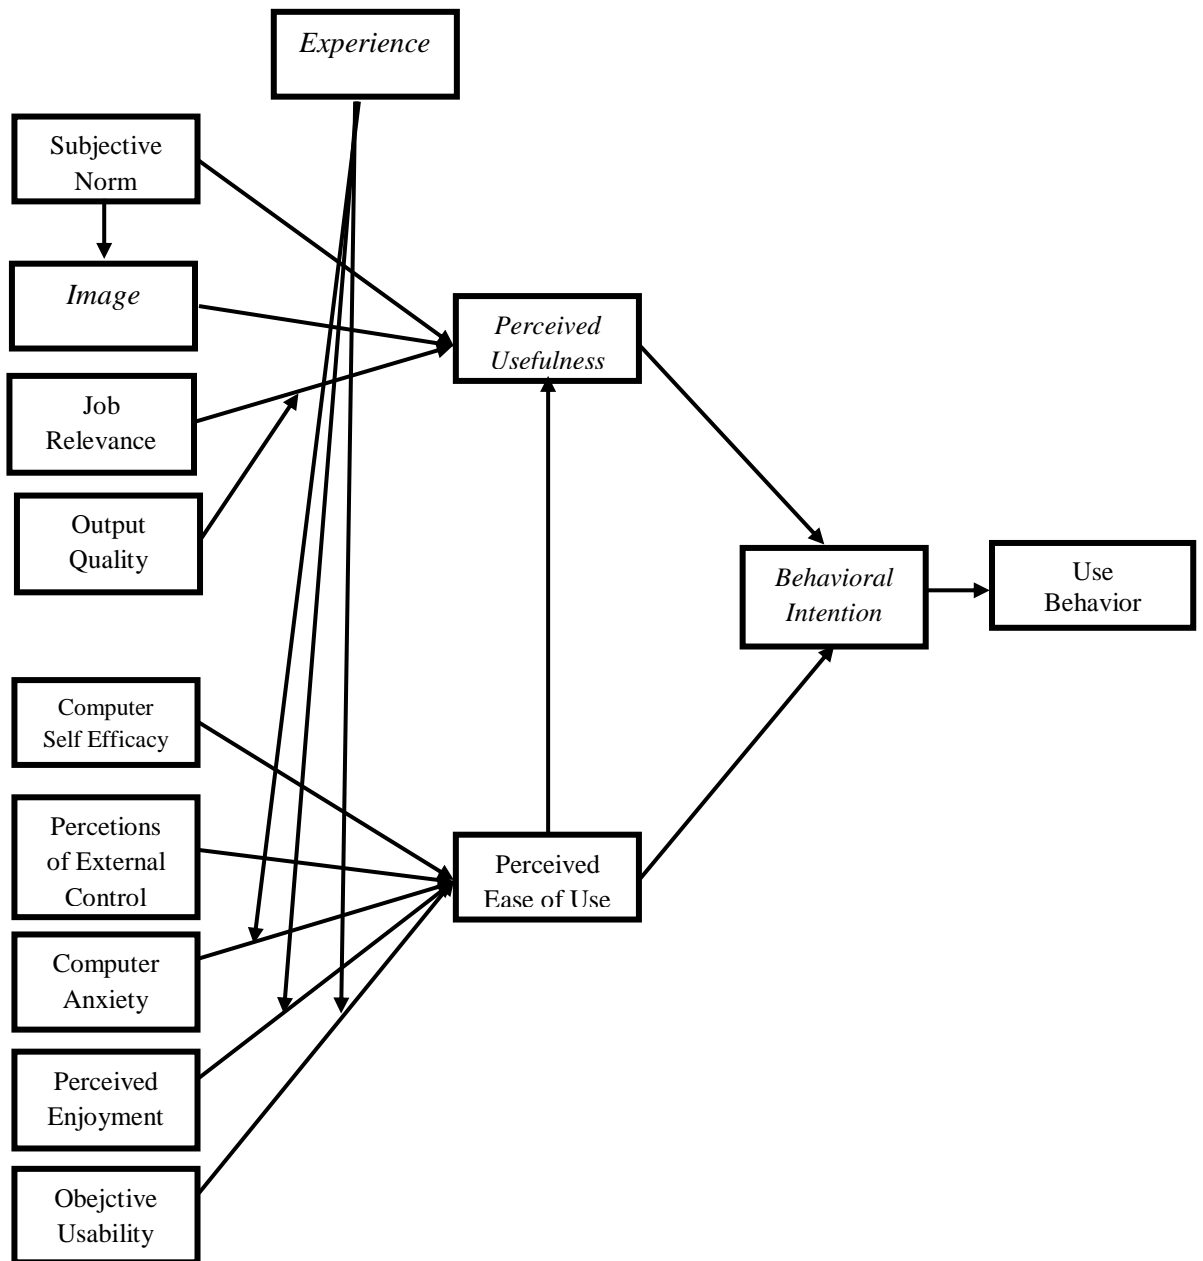 Experience
Subjective
Norm
Image
Perceived
Usefulness
Job
Relevance
Output
Quality
Behavioral
Intention
Use
Behavior
Computer
Self Efficacy
Percetions
of External
Control
Perceived
Ease of Use
Computer
Anxiety
Perceived
Enjoyment
Obejctive
Usability